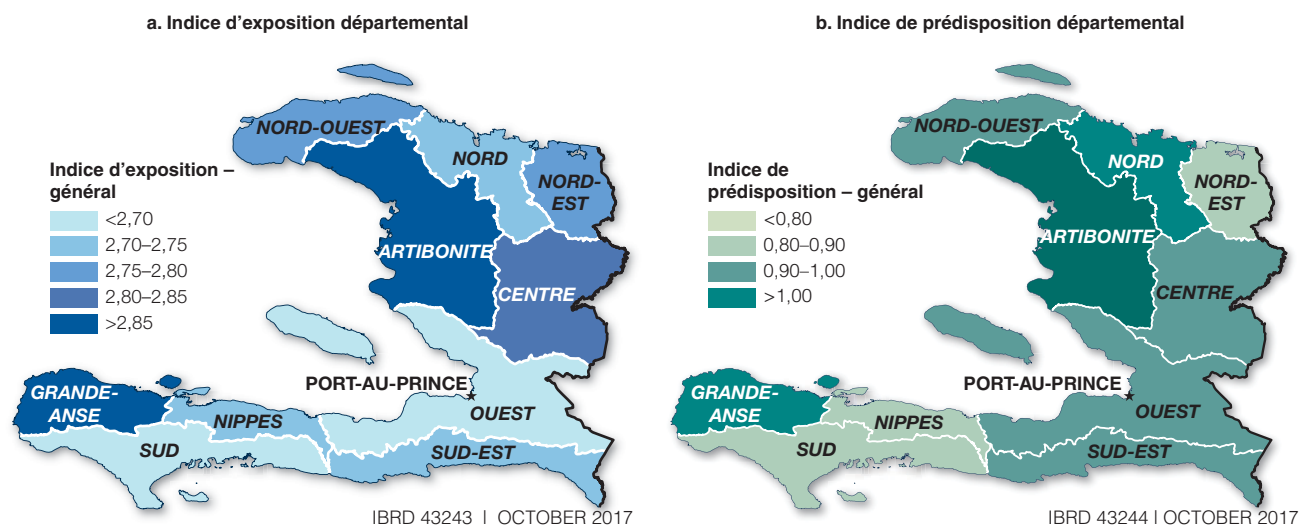 a. Indice d’exposition départemental
NORD-OUEST
NORD
NORD-
EST
Indice d’exposition –
général
<2,70
2,70–2,75
2,75–2,80
2,80–2,85
>2,85
ARTIBONITE
CENTRE
GRANDE-
ANSE
PORT-AU-PRINCE
OUEST
NIPPES
SUD
SUD-EST
IBRD 43243 | OCTOBER 2017
b. Indice de prédisposition départemental
NORD-OUEST
NORD
NORD-
EST
Indice de
prédisposition – général
<0,80
0,80–0,90
0,90–1,00
>1,00
ARTIBONITE
CENTRE
GRANDE-
ANSE
PORT-AU-PRINCE
OUEST
NIPPES
SUD
SUD-EST
IBRD 43244 | OCTOBER 2017